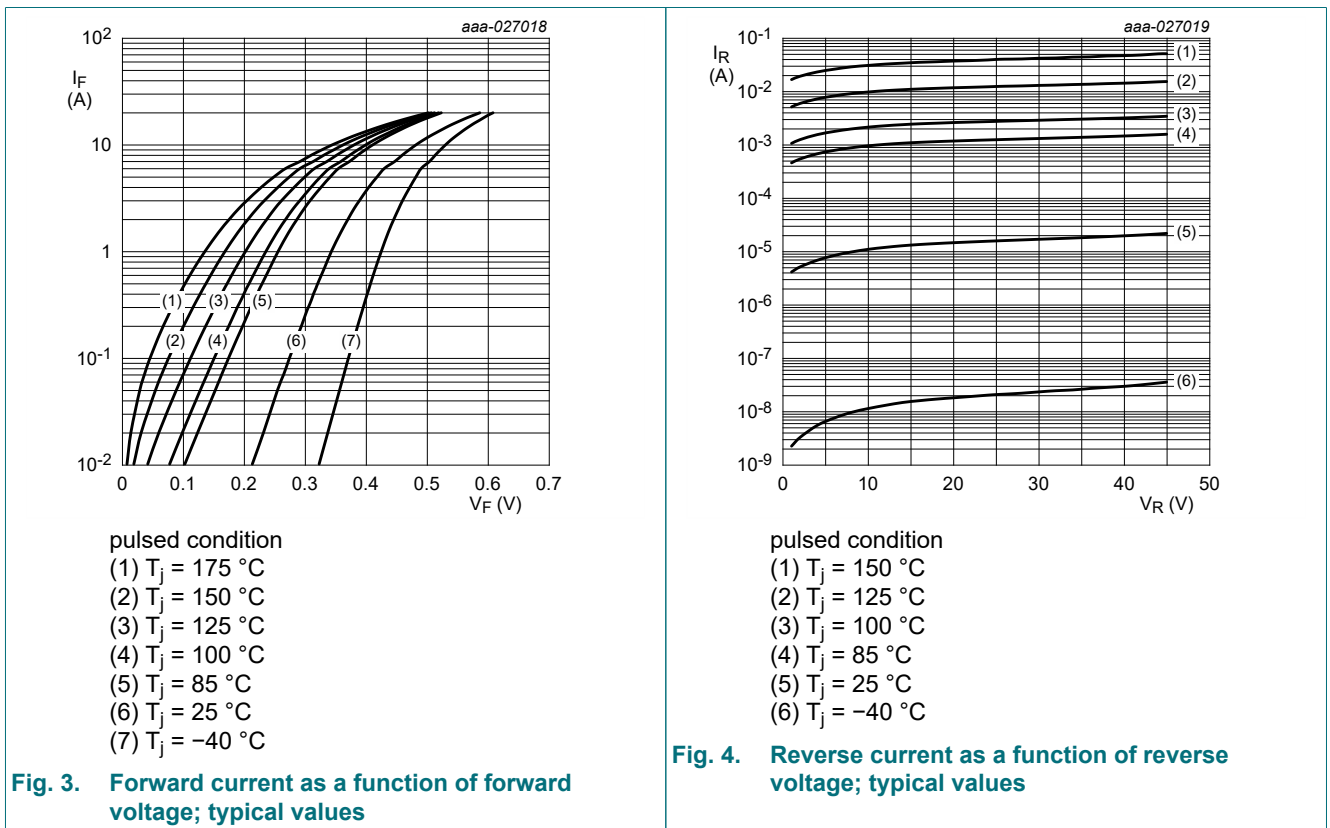 aaa-027018
10²
I_F
(A)
10
1
10⁻¹
10⁻²
(1)
(3)
(5)
(2)
(4)
(6)
(7)
0 0.1 0.2 0.3 0.4 0.5 0.6 0.7
V_F (V)
pulsed condition
(1) T_j = 175 °C
(2) T_j = 150 °C
(3) T_j = 125 °C
(4) T_j = 100 °C
(5) T_j = 85 °C
(6) T_j = 25 °C
(7) T_j = −40 °C
Fig. 3. Forward current as a function of forward
voltage; typical values
aaa-027019
10⁻¹
I_R
(A)
10⁻²
10⁻³
10⁻⁴
10⁻⁵
10⁻⁶
10⁻⁷
10⁻⁸
10⁻⁹
(1)
(2)
(3)
(4)
(5)
(6)
0 10 20 30 40 50
V_R (V)
pulsed condition
(1) T_j = 150 °C
(2) T_j = 125 °C
(3) T_j = 100 °C
(4) T_j = 85 °C
(5) T_j = 25 °C
(6) T_j = −40 °C
Fig. 4. Reverse current as a function of reverse
voltage; typical values